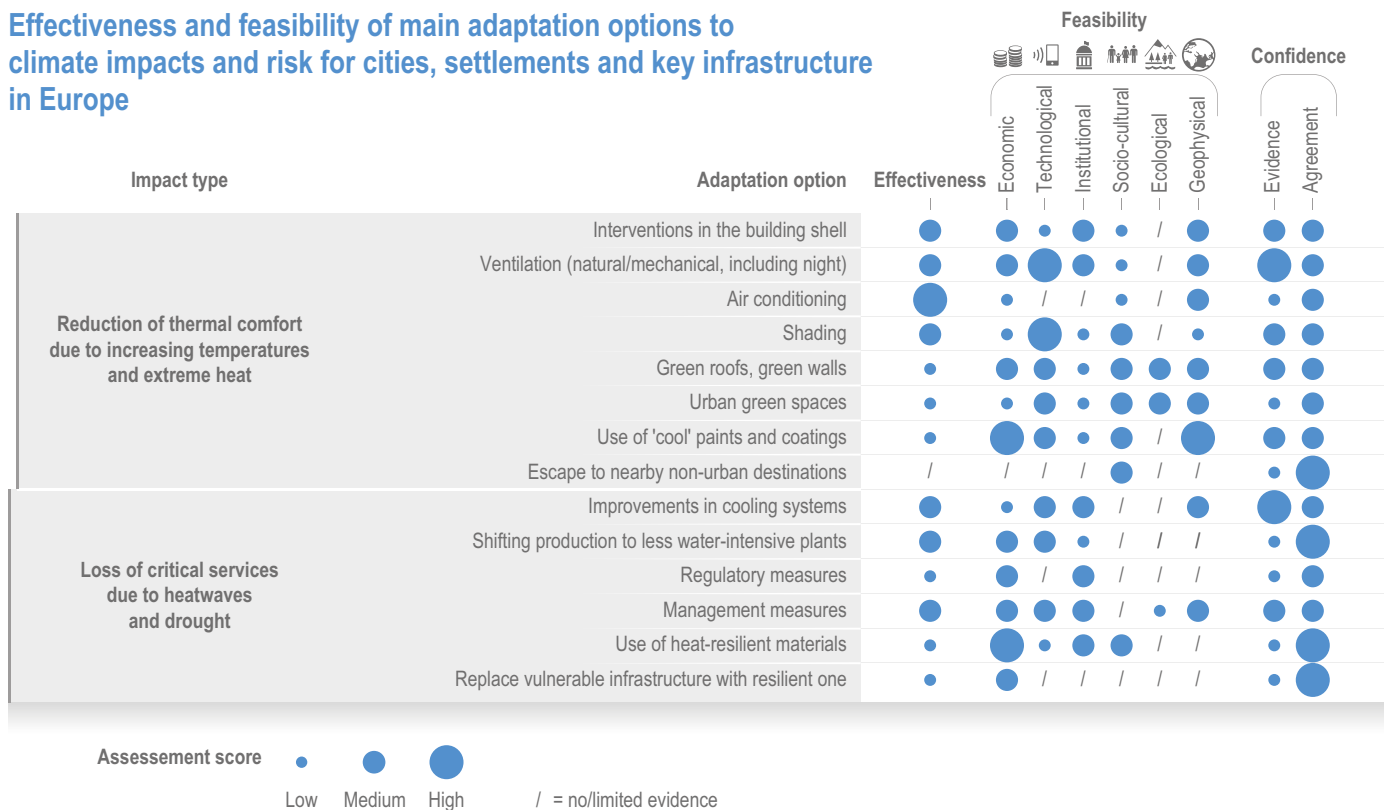 Effectiveness and feasibility of main adaptation options to
climate impacts and risk for cities, settlements and key infrastructure
in Europe
Feasibility
Confidence
Impact type
Adaptation option
Effectiveness
Economic
Technological
Institutional
Socio-cultural
Ecological
Geophysical
Evidence
Agreement
Reduction of thermal comfort
due to increasing temperatures
and extreme heat
Interventions in the building shell /
Ventilation (natural/mechanical, including night) /
Air conditioning / / /
Shading /
Green roofs, green walls
Urban green spaces
Use of 'cool' paints and coatings /
Escape to nearby non-urban destinations / / / / / /
Loss of critical services
due to heatwaves
and drought
Improvements in cooling systems / /
Shifting production to less water-intensive plants / / /
Regulatory measures / / / /
Management measures /
Use of heat-resilient materials / /
Replace vulnerable infrastructure with resilient one / / / / /
Assessement score
Low Medium High / = no/limited evidence